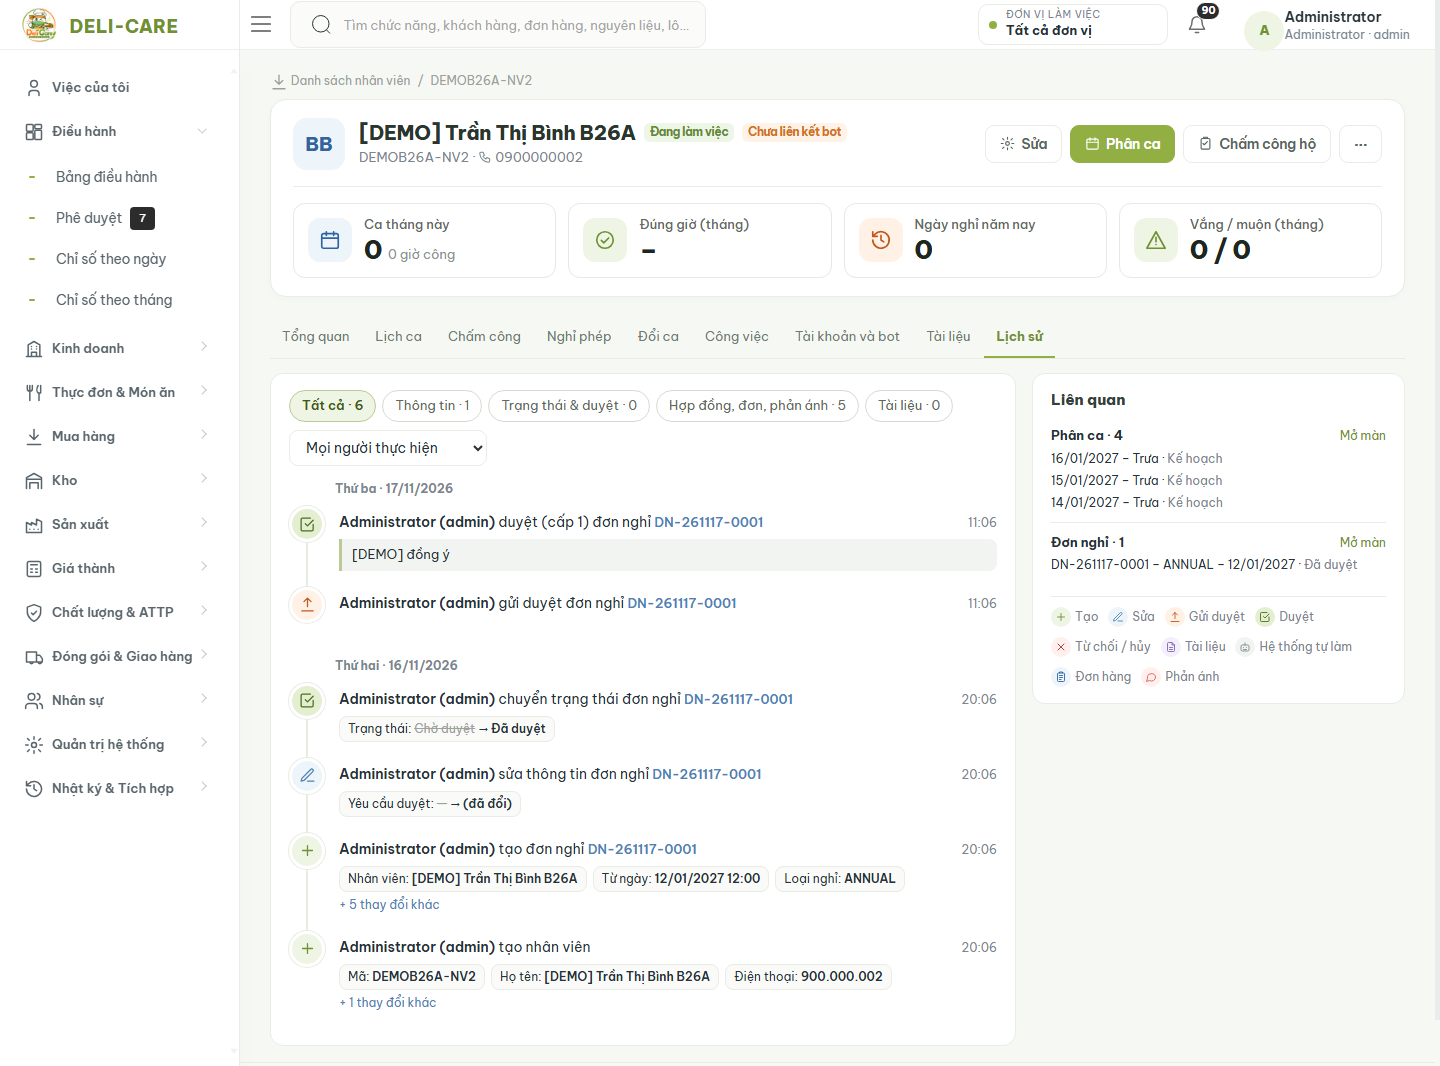 DELI-CARE
Tìm chức năng, khách hàng, đơn hàng, nguyên liệu, lô...
ĐƠN VỊ LÀM VIỆC
Tất cả đơn vị
90
A
Administrator
Administrator · admin
Việc của tôi
Điều hành
Bảng điều hành
Phê duyệt 7
Chỉ số theo ngày
Chỉ số theo tháng
Kinh doanh
Thực đơn & Món ăn
Mua hàng
Kho
Sản xuất
Giá thành
Chất lượng & ATTP
Đóng gói & Giao hàng
Nhân sự
Quản trị hệ thống
Nhật ký & Tích hợp
Danh sách nhân viên / DEMOB26A-NV2
BB
[DEMO] Trần Thị Bình B26A Đang làm việc Chưa liên kết bot
DEMOB26A-NV2 · 0900000002
Sửa
Phân ca
Chấm công hộ
...
Ca tháng này
0 0 giờ công
Đúng giờ (tháng)
–
Ngày nghỉ năm nay
0
Vắng / muộn (tháng)
0 / 0
Tổng quan Lịch ca Chấm công Nghỉ phép Đổi ca Công việc Tài khoản và bot Tài liệu Lịch sử
Tất cả · 6 Thông tin · 1 Trạng thái & duyệt · 0 Hợp đồng, đơn, phản ánh · 5 Tài liệu · 0
Mọi người thực hiện
Thứ ba · 17/11/2026
Administrator (admin) duyệt (cấp 1) đơn nghỉ DN-261117-0001 11:06
[DEMO] đồng ý
Administrator (admin) gửi duyệt đơn nghỉ DN-261117-0001 11:06
Thứ hai · 16/11/2026
Administrator (admin) chuyển trạng thái đơn nghỉ DN-261117-0001 20:06
Trạng thái: Chờ duyệt → Đã duyệt
Administrator (admin) sửa thông tin đơn nghỉ DN-261117-0001 20:06
Yêu cầu duyệt: — → (đã đổi)
Administrator (admin) tạo đơn nghỉ DN-261117-0001 20:06
Nhân viên: [DEMO] Trần Thị Bình B26A Từ ngày: 12/01/2027 12:00 Loại nghỉ: ANNUAL
+ 5 thay đổi khác
Administrator (admin) tạo nhân viên 20:06
Mã: DEMOB26A-NV2 Họ tên: [DEMO] Trần Thị Bình B26A Điện thoại: 900.000.002
+ 1 thay đổi khác
Liên quan
Phân ca · 4 Mở màn
16/01/2027 – Trưa · Kế hoạch
15/01/2027 – Trưa · Kế hoạch
14/01/2027 – Trưa · Kế hoạch
Đơn nghỉ · 1 Mở màn
DN-261117-0001 – ANNUAL – 12/01/2027 · Đã duyệt
Tạo Sửa Gửi duyệt Duyệt
Từ chối / hủy Tài liệu Hệ thống tự làm
Đơn hàng Phản ánh